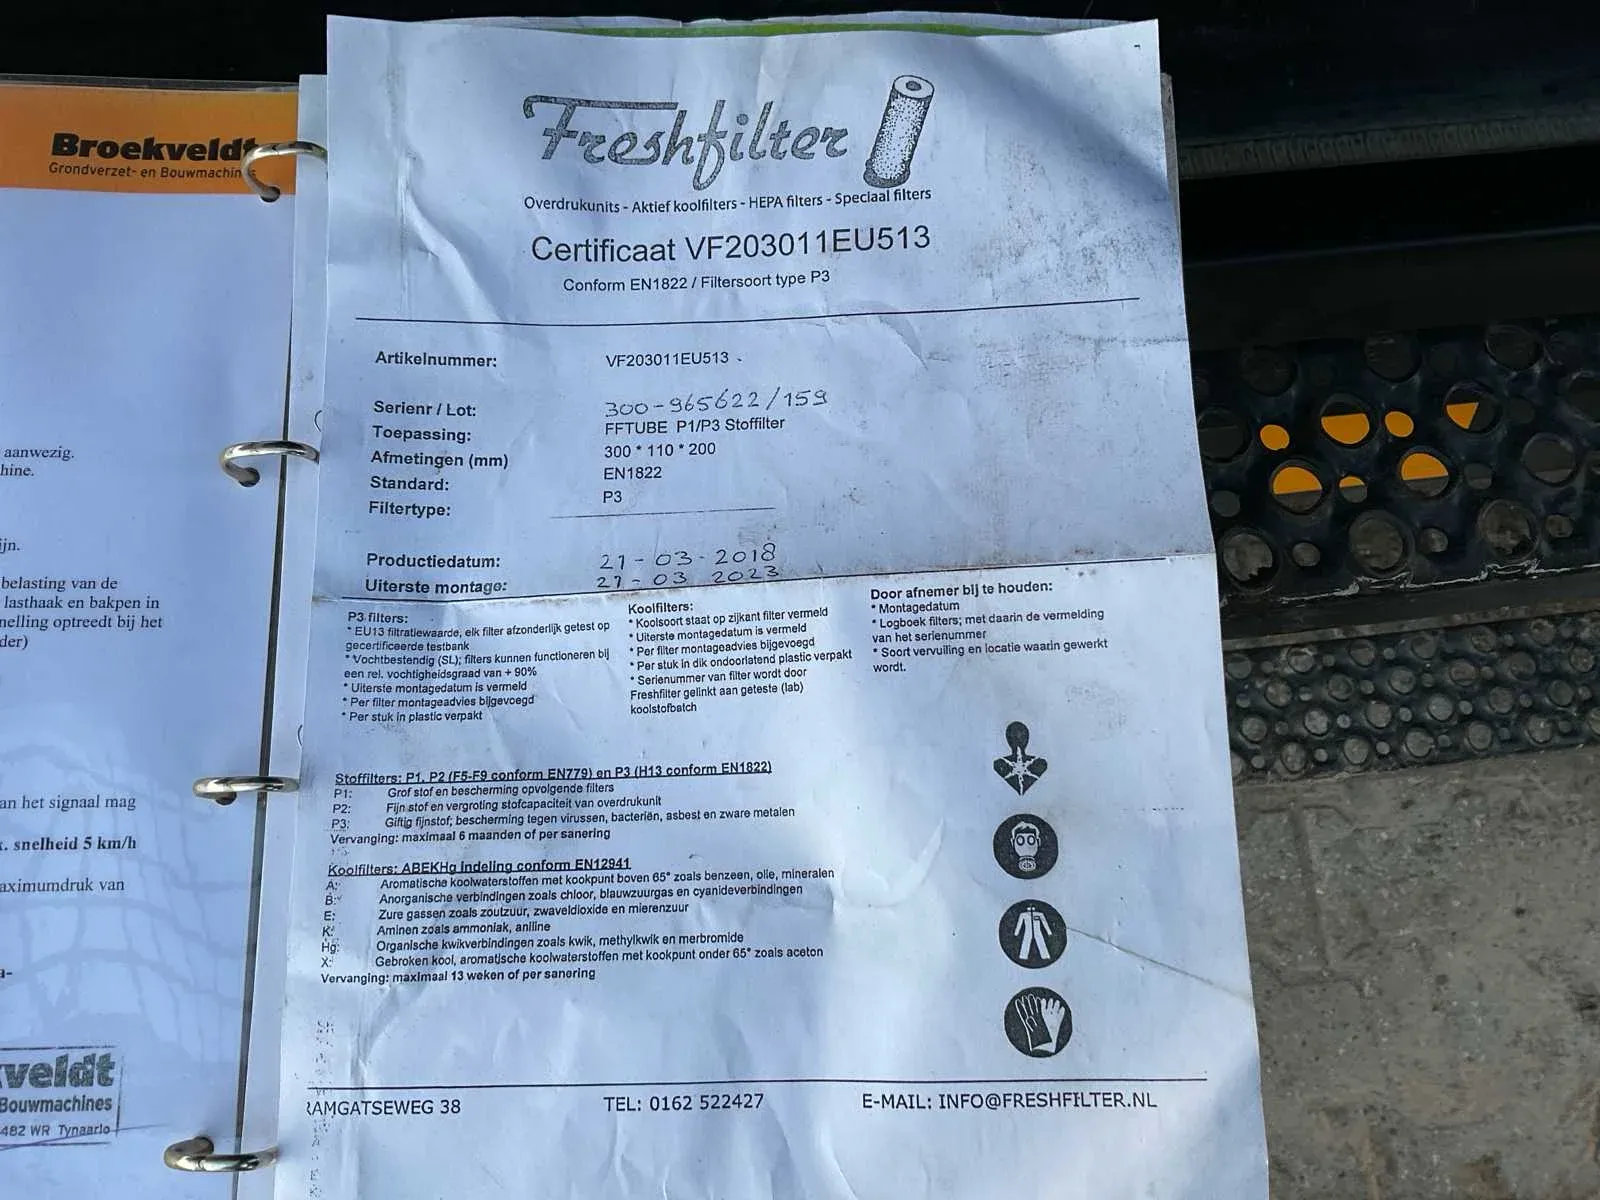 Broekveldt
Grondverzet- en Bouwmachin
aanwezig.
hine.
ijn.
belasting van de
lasthaak en bakpen in
nelling optreedt bij het
der)
an het signaal mag
. snelheid 5 km/h
aximumdruk van
a-
veldt
Bouwmachines
482 WR Tynaarlo
Freshfilter
Overdrukunits - Aktief koolfilters - HEPA filters - Speciaal filters
Certificaat VF203011EU513
Conform EN1822 / Filtersoort type P3
Artikelnummer: VF203011EU513
Serienr / Lot: 300-965622/159
Toepassing: FFTUBE P1/P3 Stoffilter
Afmetingen (mm) 300 * 110 * 200
Standard: EN1822
Filtertype: P3
Productiedatum: 21-03-2018
Uiterste montage: 21-03 2023
P3 filters:
* EU13 filtratiewaarde, elk filter afzonderlijk getest op
gecertificeerde testbank
* Vochtbestendig (SL); filters kunnen functioneren bij
een rel. vochtigheidsgraad van + 90%
* Uiterste montagedatum is vermeld
* Per filter montageadvies bijgevoegd
* Per stuk in plastic verpakt
Koolfilters:
* Koolsoort staat op zijkant filter vermeld
* Uiterste montagedatum is vermeld
* Per filter montageadvies bijgevoegd
* Per stuk in dik ondoorlatend plastic verpakt
* Serienummer van filter wordt door
Freshfilter gelinkt aan geteste (lab)
koolstofbatch
Door afnemer bij te houden:
* Montagedatum
* Logboek filters; met daarin de vermelding
van het serienummer
* Soort vervuiling en locatie waarin gewerkt
wordt.
Stoffilters: P1, P2 (F5-F9 conform EN779) en P3 (H13 conform EN1822)
P1: Grof stof en bescherming opvolgende filters
P2: Fijn stof en vergroting stofcapaciteit van overdrukunit
P3: Giftig fijnstof; bescherming tegen virussen, bacteriën, asbest en zware metalen
Vervanging: maximaal 6 maanden of per sanering
Koolfilters: ABEKHg Indeling conform EN12941
A: Aromatische koolwaterstoffen met kookpunt boven 65° zoals benzeen, olie, mineralen
B: Anorganische verbindingen zoals chloor, blauwzuurgas en cyanideverbindingen
E: Zure gassen zoals zoutzuur, zwaveldioxide en mierenzuur
K: Aminen zoals ammoniak, aniline
Hg: Organische kwikverbindingen zoals kwik, methylkwik en merbromide
X: Gebroken kool, aromatische koolwaterstoffen met kookpunt onder 65° zoals aceton
Vervanging: maximaal 13 weken of per sanering
RAMGATSEWEG 38 TEL: 0162 522427 E-MAIL: INFO@FRESHFILTER.NL